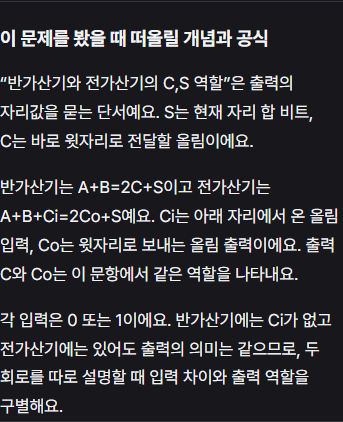 이 문제를 봤을 때 떠올릴 개념과 공식
“반가산기와 전가산기의 C,S 역할”은 출력의
자리값을 묻는 단서예요. S는 현재 자리 합 비트,
C는 바로 윗자리로 전달할 올림이에요.
반가산기는 A+B=2C+S이고 전가산기는
A+B+Ci=2Co+S예요. Ci는 아래 자리에서 온 올림
입력, Co는 윗자리로 보내는 올림 출력이에요. 출력
C와 Co는 이 문항에서 같은 역할을 나타내요.
각 입력은 0 또는 1이에요. 반가산기에는 Ci가 없고
전가산기에는 있어도 출력의 의미는 같으므로, 두
회로를 따로 설명할 때 입력 차이와 출력 역할을
구별해요.